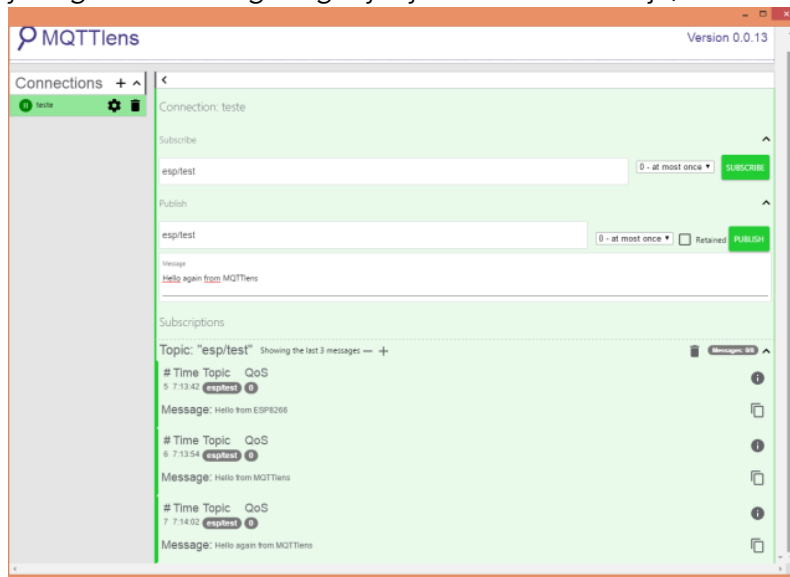 MQTTlens
Version 0.0.13
Connections + ^
<
teste
Connection: teste
Subscribe
esp/test
0 - at most once
SUBSCRIBE
Publish
esp/test
0 - at most once
Retained
PUBLISH
Message
Hello again from MQTTlens
Subscriptions
Topic: "esp/test" Showing the last 3 messages — +
# Time Topic QoS
5 7:13:42 esp/test 0
Message: Hello from ESP8266
# Time Topic QoS
6 7:13:54 esp/test 0
Message: Hello from MQTTlens
# Time Topic QoS
7 7:14:02 esp/test 0
Message: Hello again from MQTTlens